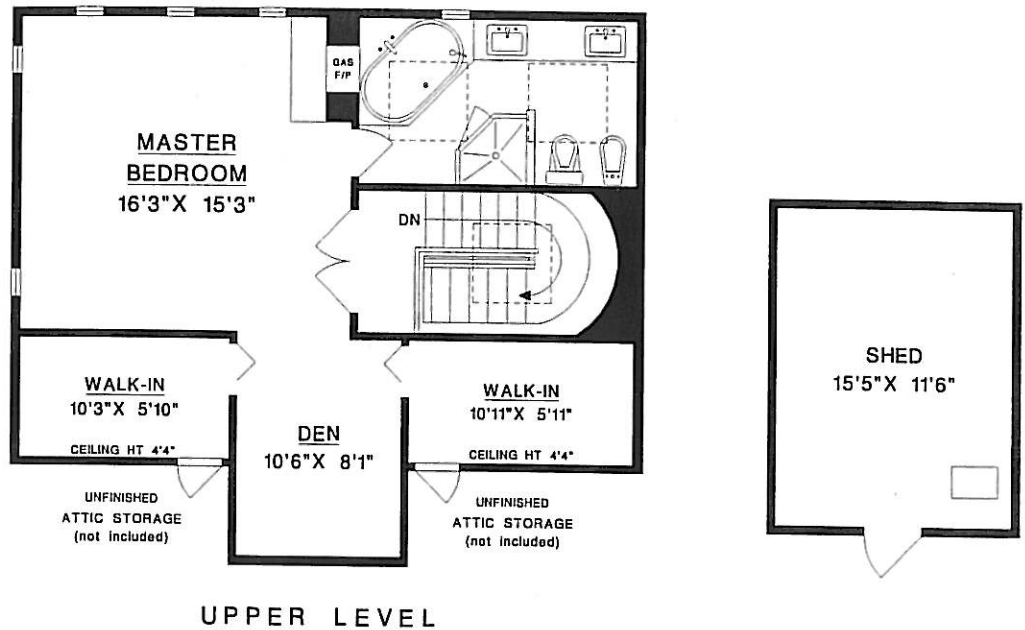 GAS
F/P
MASTER
BEDROOM
16'3"X 15'3"
DN
WALK-IN
10'3"X 5'10"
CEILING HT 4'4"
DEN
10'6"X 8'1"
WALK-IN
10'11"X 5'11"
CEILING HT 4'4"
UNFINISHED
ATTIC STORAGE
(not included)
UNFINISHED
ATTIC STORAGE
(not included)
SHED
15'5"X 11'6"
UPPER LEVEL